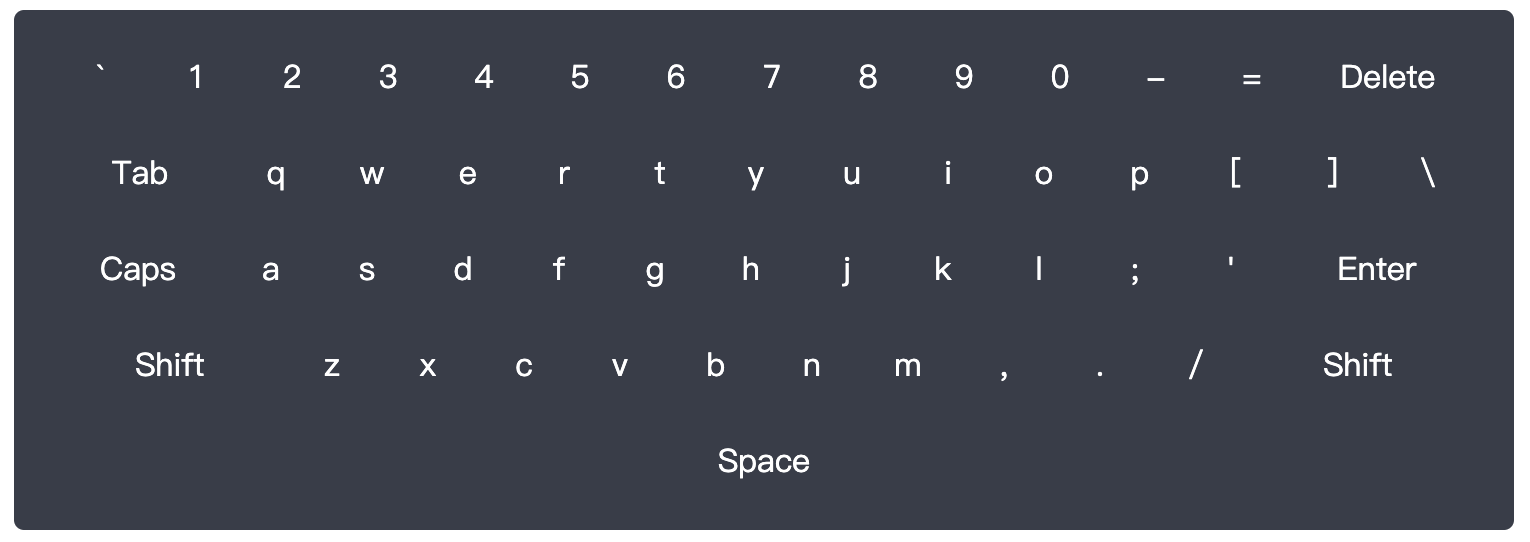 ` 1 2 3 4 5 6 7 8 9 0 - = Delete
Tab q w e r t y u i o p [ ] \
Caps a s d f g h j k l ; ' Enter
Shift z x c v b n m , . / Shift
Space